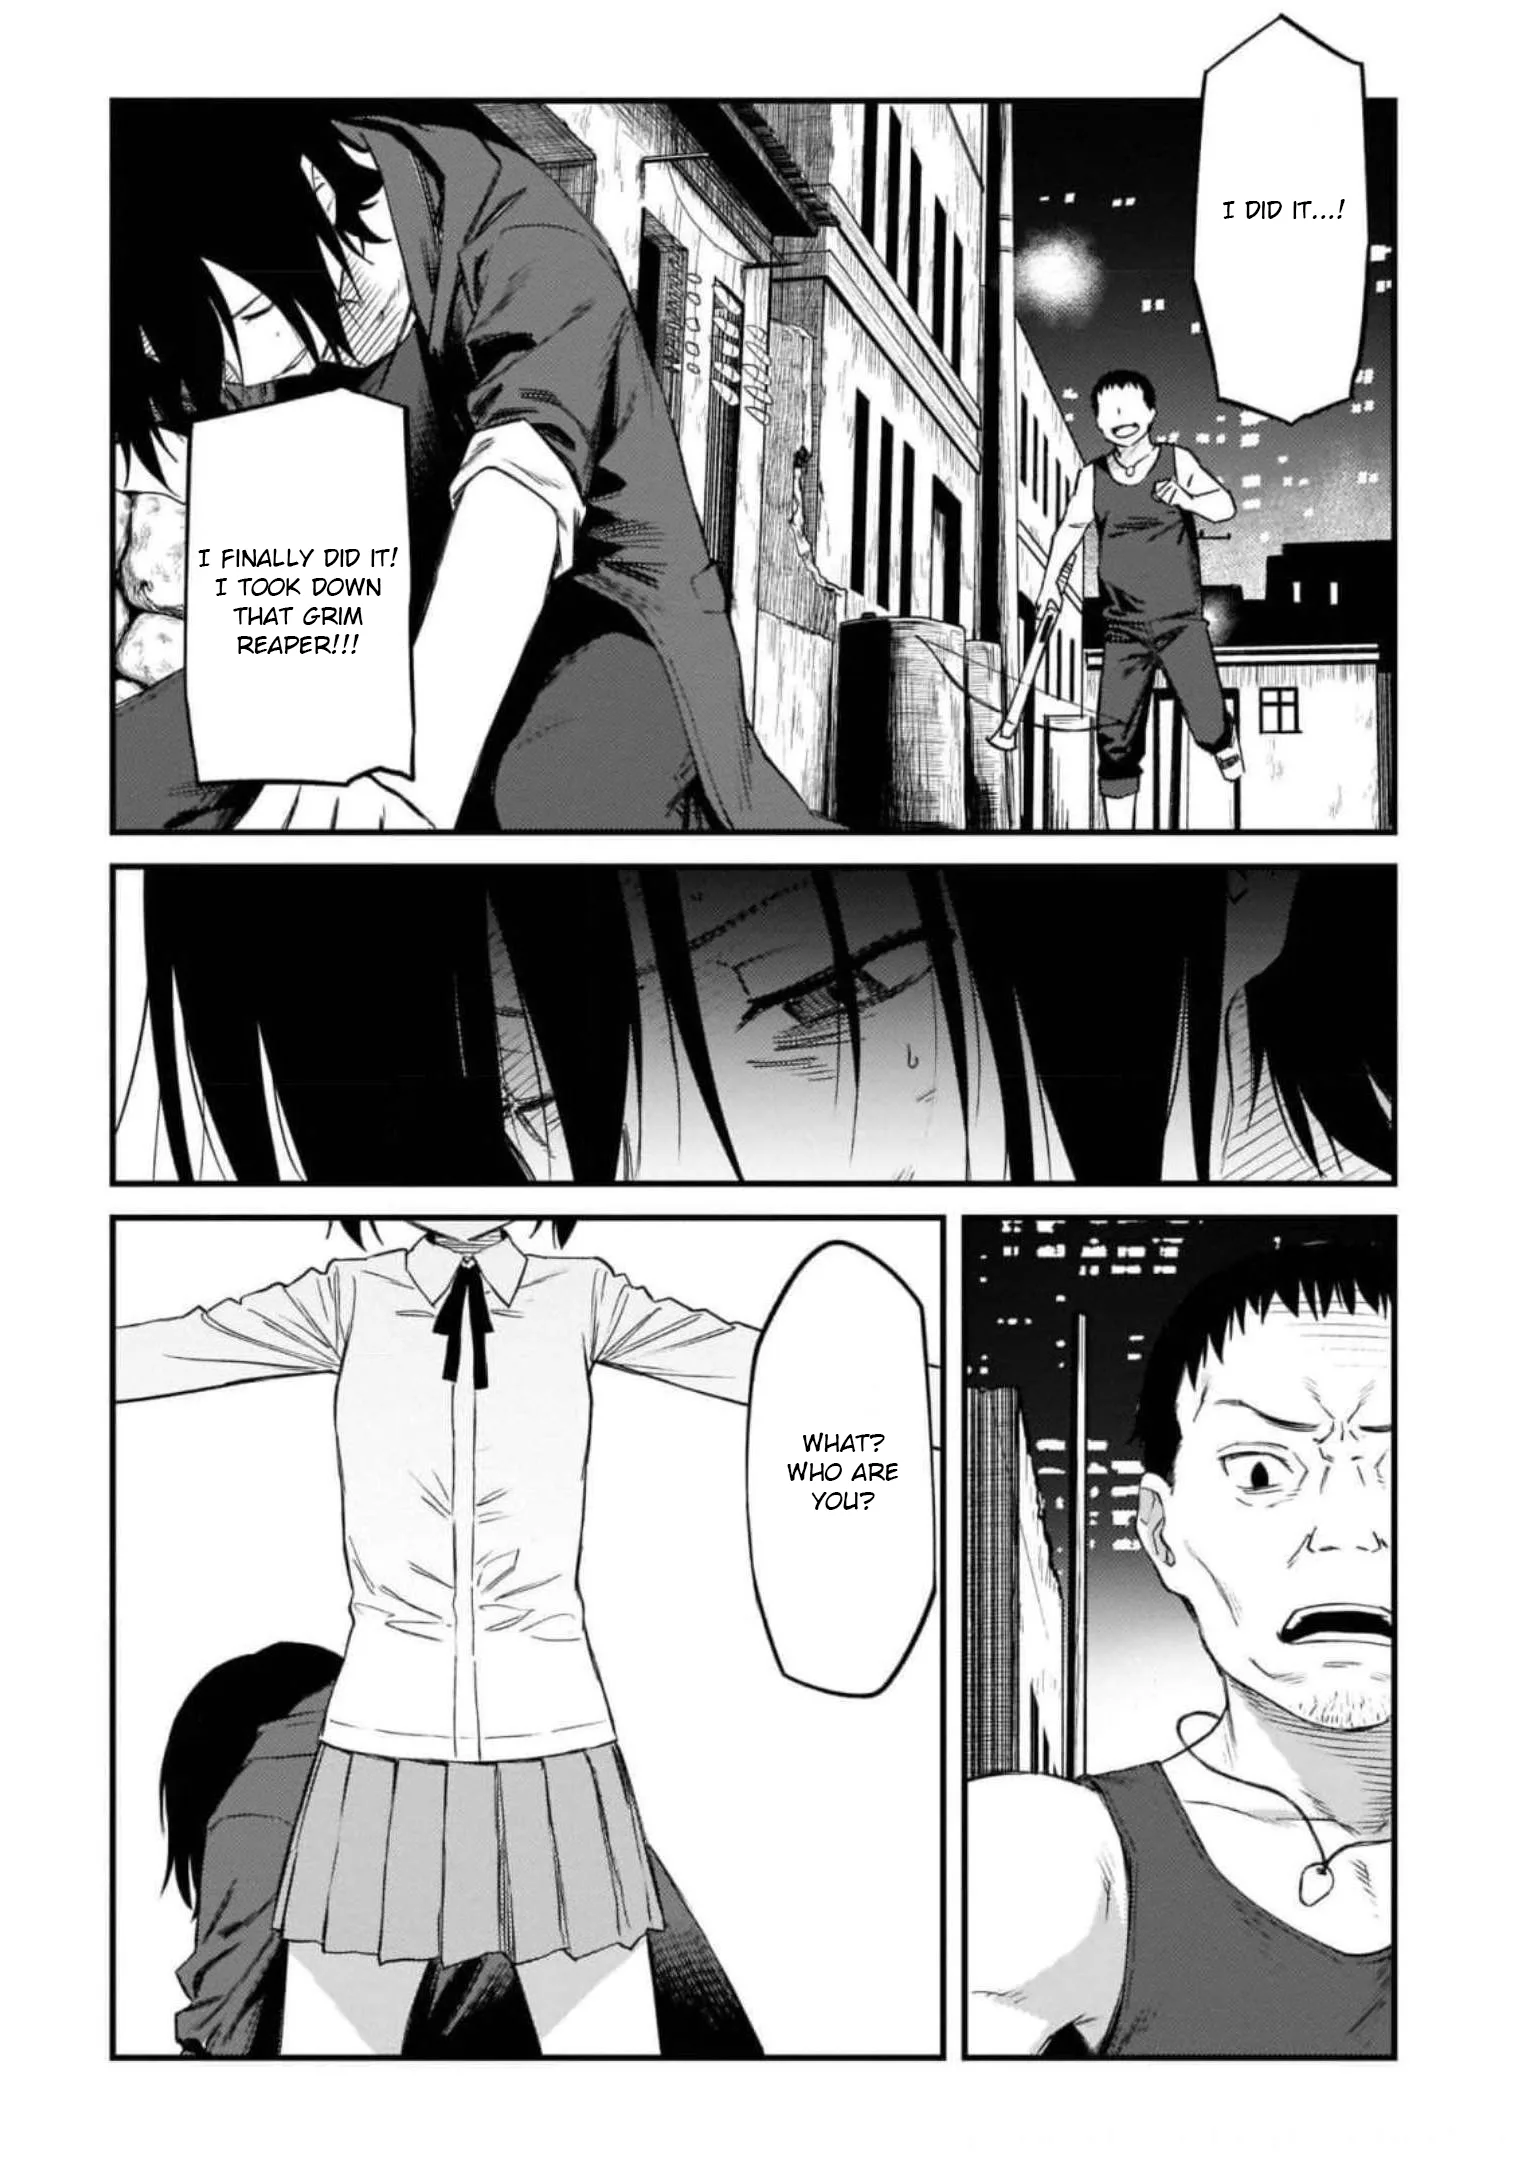 I DID IT...!
I FINALLY DID IT!
I TOOK DOWN
THAT GRIM
REAPER!!!
WHAT?
WHO ARE
YOU?